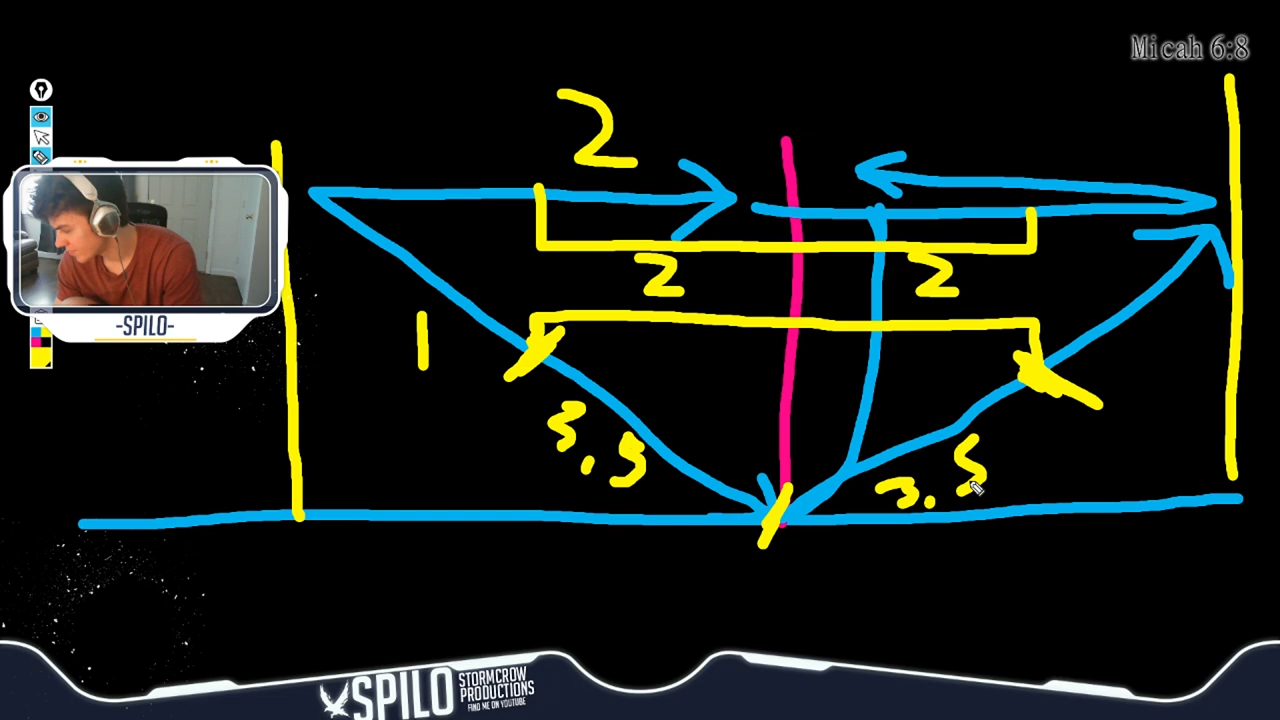 Micah 6:8
2
2
2
1
3.5
3.5
-SPILO-
SPILO
STORMCROW
PRODUCTIONS
FIND ME ON YOUTUBE